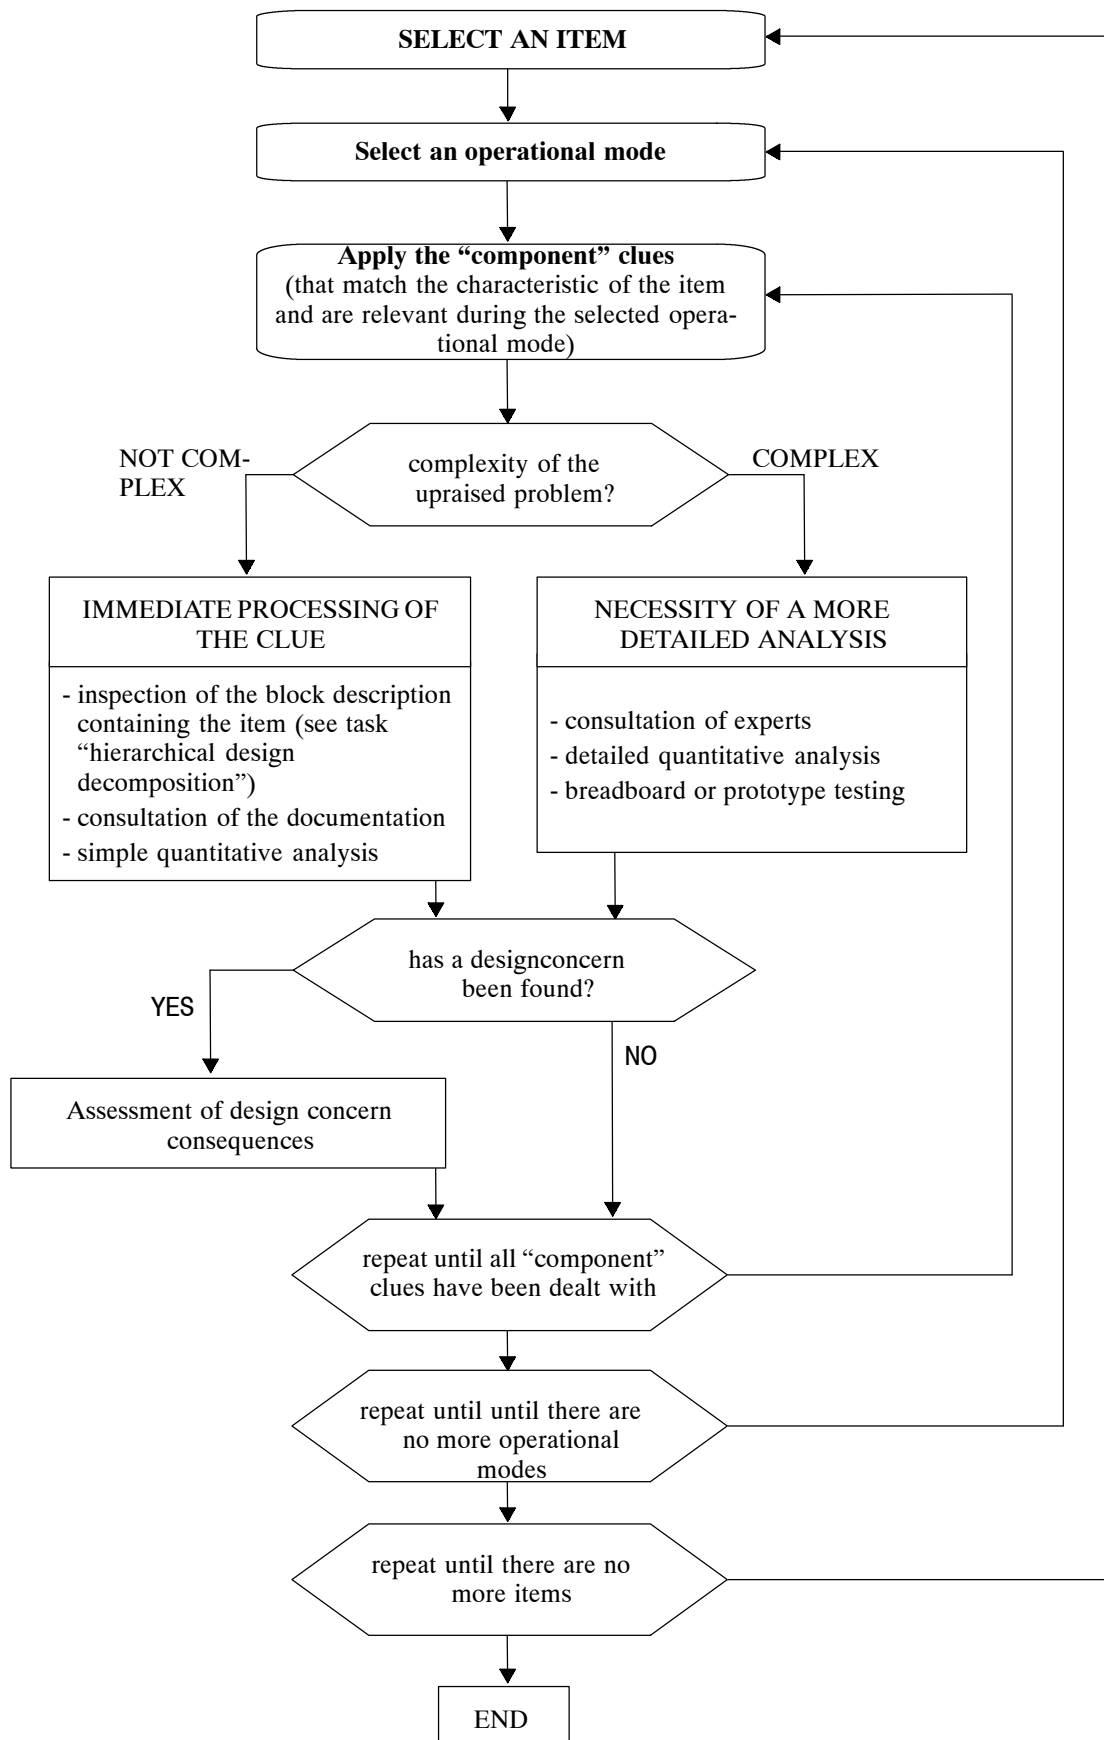 SELECT AN ITEM
Select an operational mode
Apply the “component” clues
(that match the characteristic of the item
and are relevant during the selected opera-
tional mode)
NOT COM-
PLEX
complexity of the
upraised problem?
COMPLEX
IMMEDIATE PROCESSING OF
THE CLUE
- inspection of the block description
containing the item (see task
“hierarchical design
decomposition”)
- consultation of the documentation
- simple quantitative analysis
NECESSITY OF A MORE
DETAILED ANALYSIS
- consultation of experts
- detailed quantitative analysis
- breadboard or prototype testing
has a designconcern
been found?
YES
NO
Assessment of design concern
consequences
repeat until all “component”
clues have been dealt with
repeat until until there are
no more operational
modes
repeat until there are no
more items
END